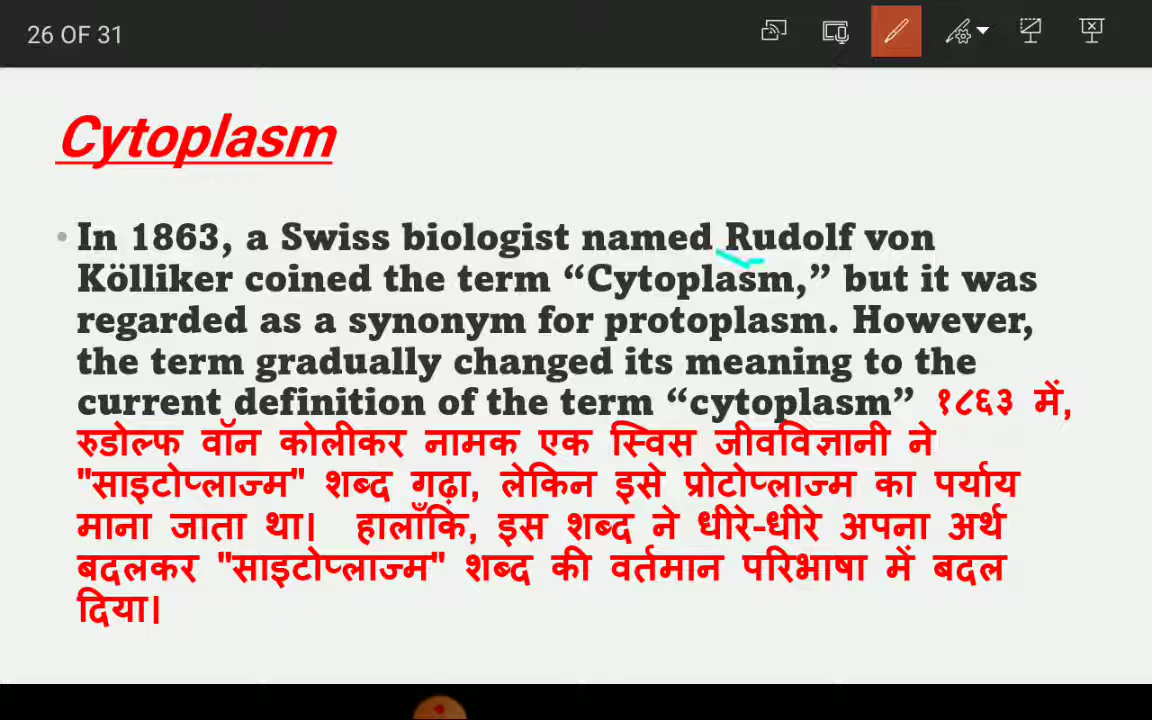 26 OF 31
Cytoplasm
• In 1863, a Swiss biologist named Rudolf von
Kölliker coined the term “Cytoplasm,” but it was
regarded as a synonym for protoplasm. However,
the term gradually changed its meaning to the
current definition of the term “cytoplasm” १८६३ में,
रुडोल्फ वॉन कोलीकर नामक एक स्विस जीवविज्ञानी ने
"साइटोप्लाज्म" शब्द गढ़ा, लेकिन इसे प्रोटोप्लाज्म का पर्याय
माना जाता था। हालाँकि, इस शब्द ने धीरे-धीरे अपना अर्थ
बदलकर "साइटोप्लाज्म" शब्द की वर्तमान परिभाषा में बदल
दिया।